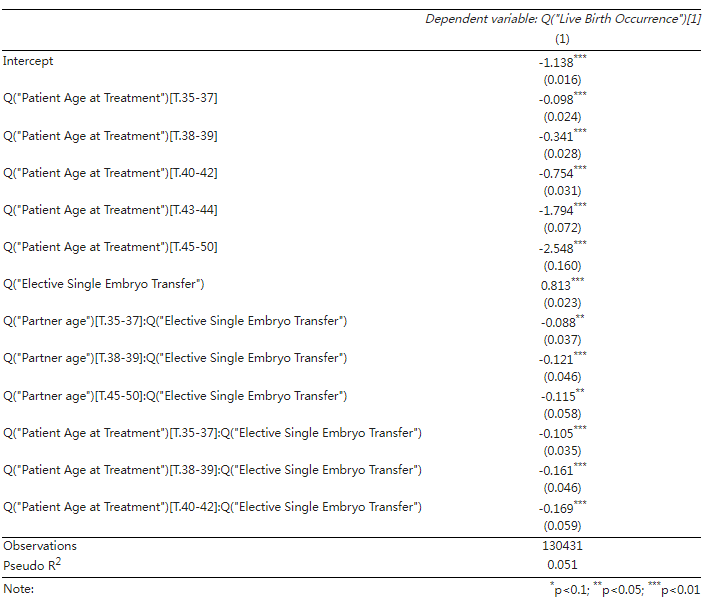 Dependent variable: Q("Live Birth Occurrence")[1]
(1)
Intercept -1.138***
(0.016)
Q("Patient Age at Treatment")[T.35-37] -0.098***
(0.024)
Q("Patient Age at Treatment")[T.38-39] -0.341***
(0.028)
Q("Patient Age at Treatment")[T.40-42] -0.754***
(0.031)
Q("Patient Age at Treatment")[T.43-44] -1.794***
(0.072)
Q("Patient Age at Treatment")[T.45-50] -2.548***
(0.160)
Q("Elective Single Embryo Transfer") 0.813***
(0.023)
Q("Partner age")[T.35-37]:Q("Elective Single Embryo Transfer") -0.088**
(0.037)
Q("Partner age")[T.38-39]:Q("Elective Single Embryo Transfer") -0.121***
(0.046)
Q("Partner age")[T.45-50]:Q("Elective Single Embryo Transfer") -0.115**
(0.058)
Q("Patient Age at Treatment")[T.35-37]:Q("Elective Single Embryo Transfer") -0.105***
(0.035)
Q("Patient Age at Treatment")[T.38-39]:Q("Elective Single Embryo Transfer") -0.161***
(0.046)
Q("Patient Age at Treatment")[T.40-42]:Q("Elective Single Embryo Transfer") -0.169***
(0.059)
Observations 130431
Pseudo R2 0.051
Note: *p<0.1; **p<0.05; ***p<0.01